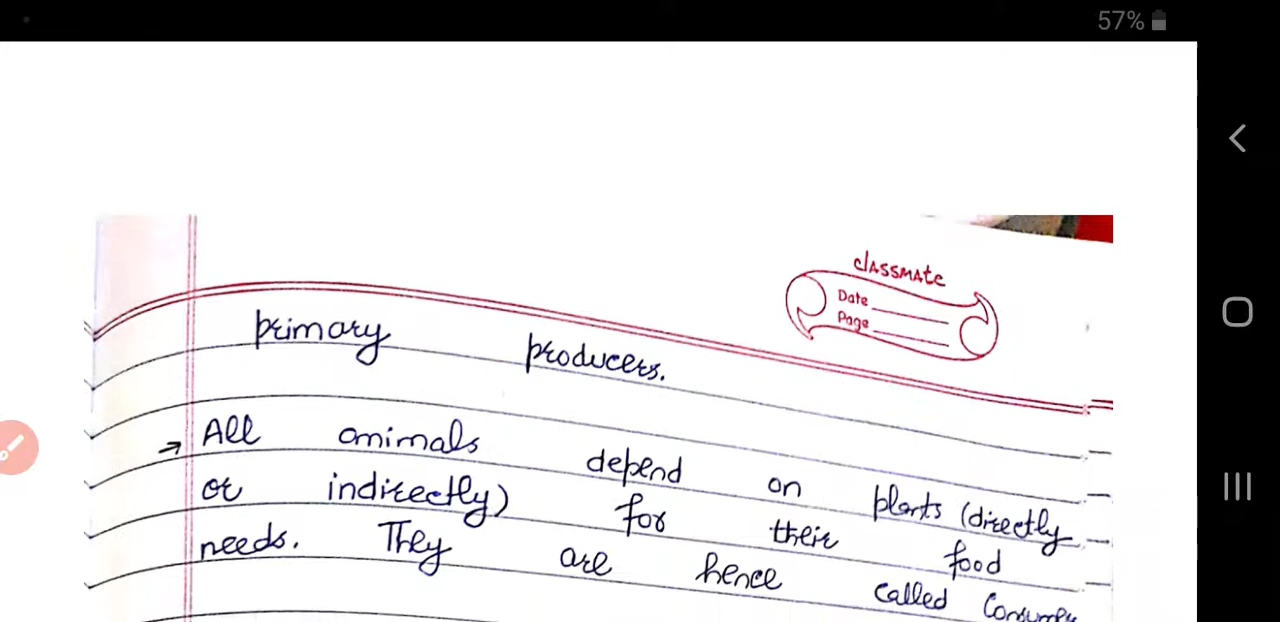 57%
classmate
Date
Page
primary producers.
→ All animals depend on plants (directly
or indirectly) for their food
needs. They are hence called